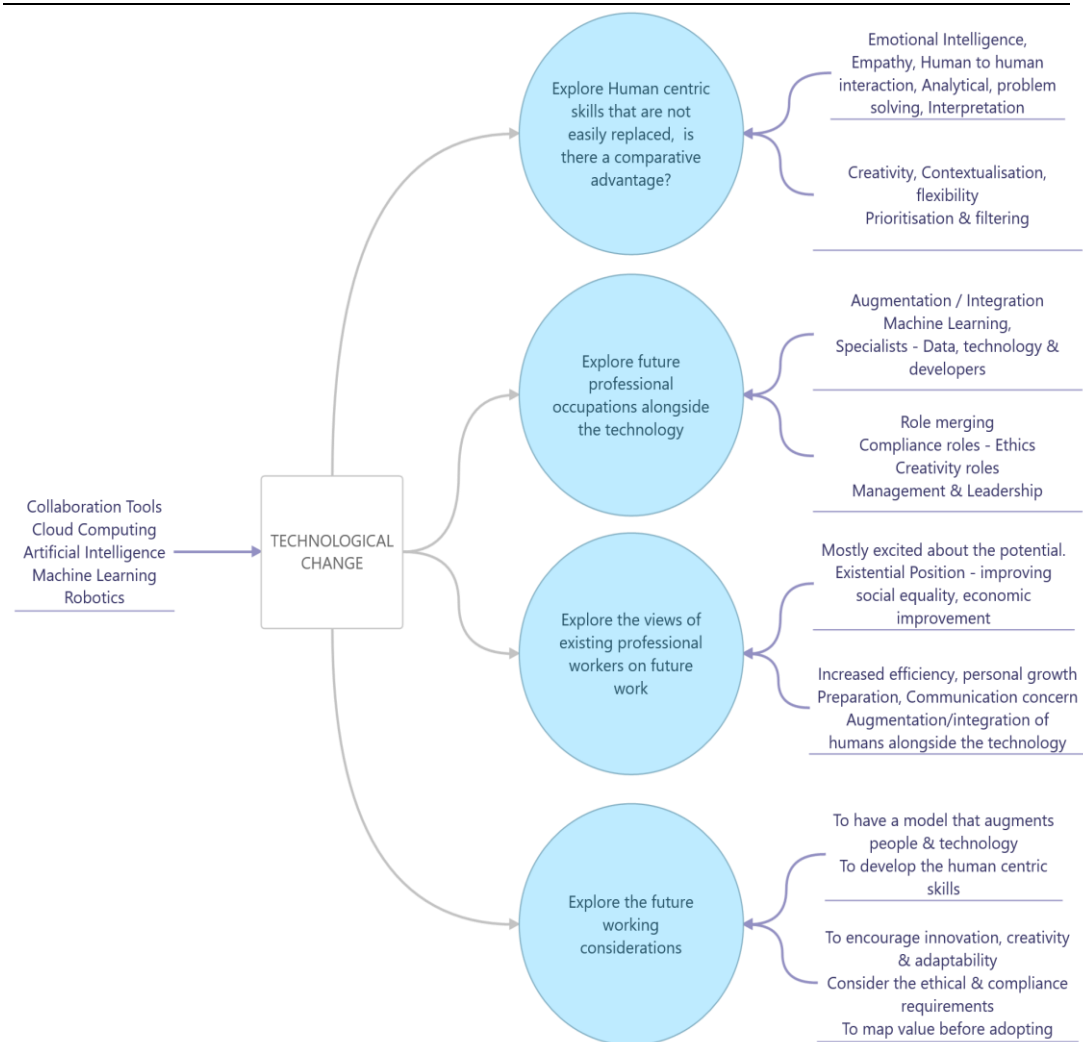 Collaboration Tools
Cloud Computing
Artificial Intelligence
Machine Learning
Robotics
TECHNOLOGICAL
CHANGE
Explore Human centric
skills that are not
easily replaced, is
there a comparative
advantage?
Emotional Intelligence,
Empathy, Human to human
interaction, Analytical, problem
solving, Interpretation
Creativity, Contextualisation,
flexibility
Prioritisation & filtering
Explore future
professional
occupations alongside
the technology
Augmentation / Integration
Machine Learning,
Specialists - Data, technology &
developers
Role merging
Compliance roles - Ethics
Creativity roles
Management & Leadership
Explore the views of
existing professional
workers on future
work
Mostly excited about the potential.
Existential Position - improving
social equality, economic
improvement
Increased efficiency, personal growth
Preparation, Communication concern
Augmentation/integration of
humans alongside the technology
Explore the future
working
considerations
To have a model that augments
people & technology
To develop the human centric
skills
To encourage innovation, creativity
& adaptability
Consider the ethical & compliance
requirements
To map value before adopting